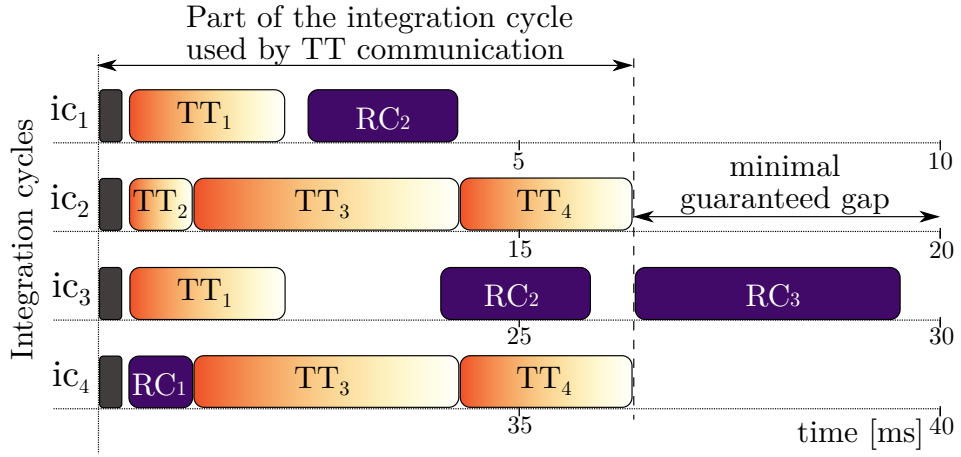 Part of the integration cycle
used by TT communication
Integration cycles
ic₁ TT₁ RC₂
5 10
minimal
guaranteed gap
ic₂ TT₂ TT₃ TT₄
15 20
ic₃ TT₁ RC₂ RC₃
25 30
ic₄ RC₁ TT₃ TT₄
35 40
time [ms]